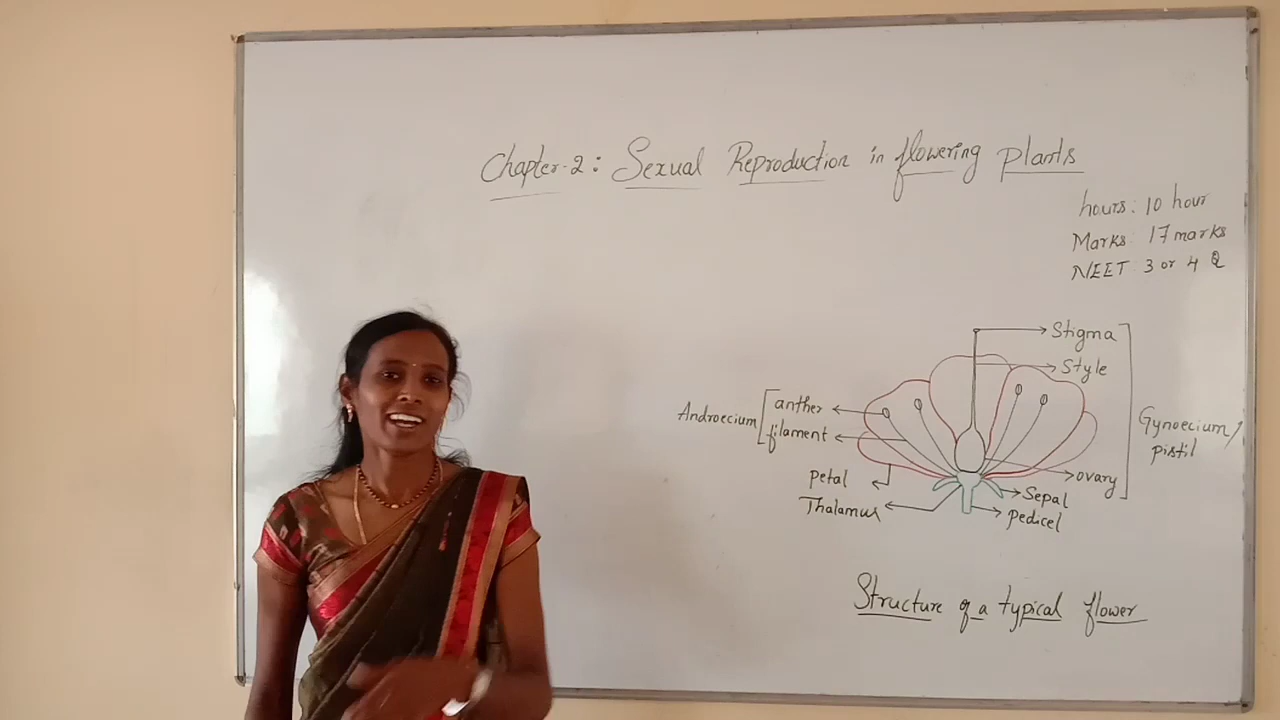 Chapter-2: Sexual Reproduction in flowering plants
hours: 10 hour
Marks: 17 marks
NEET: 3 or 4 Q
Stigma
Style
anther
Androecium
filament
Gynoecium/
pistil
Petal
ovary
Sepal
Thalamus
Pedicel
Structure of a typical flower